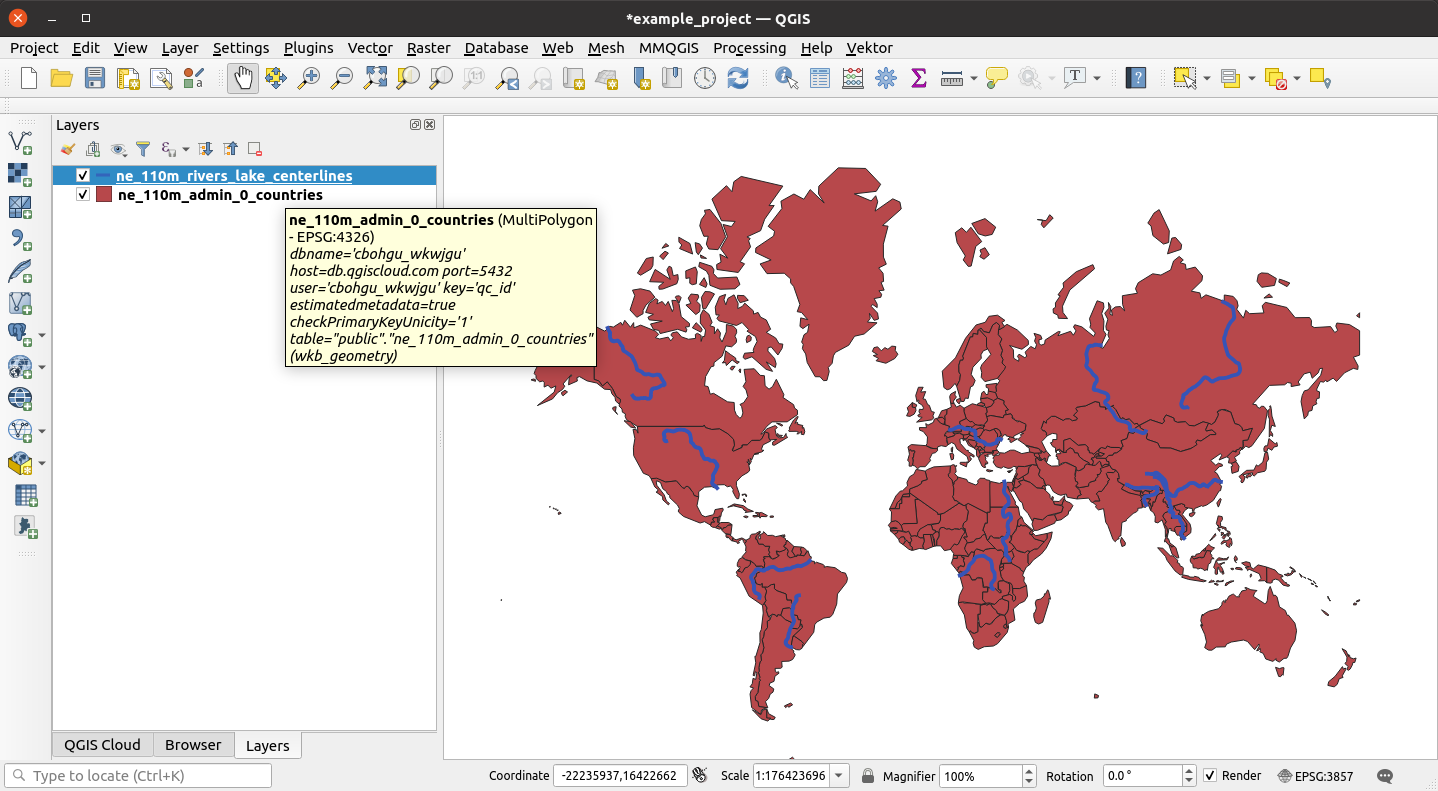 *example_project — QGIS
Project Edit View Layer Settings Plugins Vector Raster Database Web Mesh MMQGIS Processing Help Vektor
Layers
ne_110m_rivers_lake_centerlines
ne_110m_admin_0_countries
ne_110m_admin_0_countries (MultiPolygon
- EPSG:4326)
dbname='cbohgu_wkwjgu'
host=db.qgiscloud.com port=5432
user='cbohgu_wkwjgu' key='qc_id'
estimatedmetadata=true
checkPrimaryKeyUnicity='1'
table="public"."ne_110m_admin_0_countries"
(wkb_geometry)
QGIS Cloud Browser Layers
Type to locate (Ctrl+K) Coordinate -22235937,16422662 Scale 1:176423696 Magnifier 100% Rotation 0.0 ° Render EPSG:3857